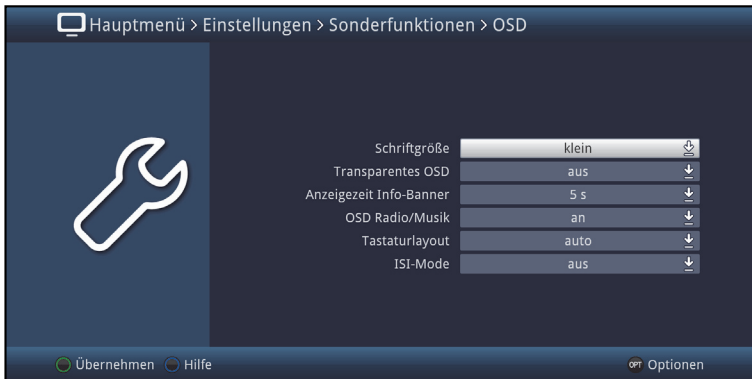 Hauptmenü > Einstellungen > Sonderfunktionen > OSD
Schriftgröße klein
Transparentes OSD aus
Anzeigezeit Info-Banner 5 s
OSD Radio/Musik an
Tastaturlayout auto
ISI-Mode aus
Übernehmen Hilfe OPT Optionen